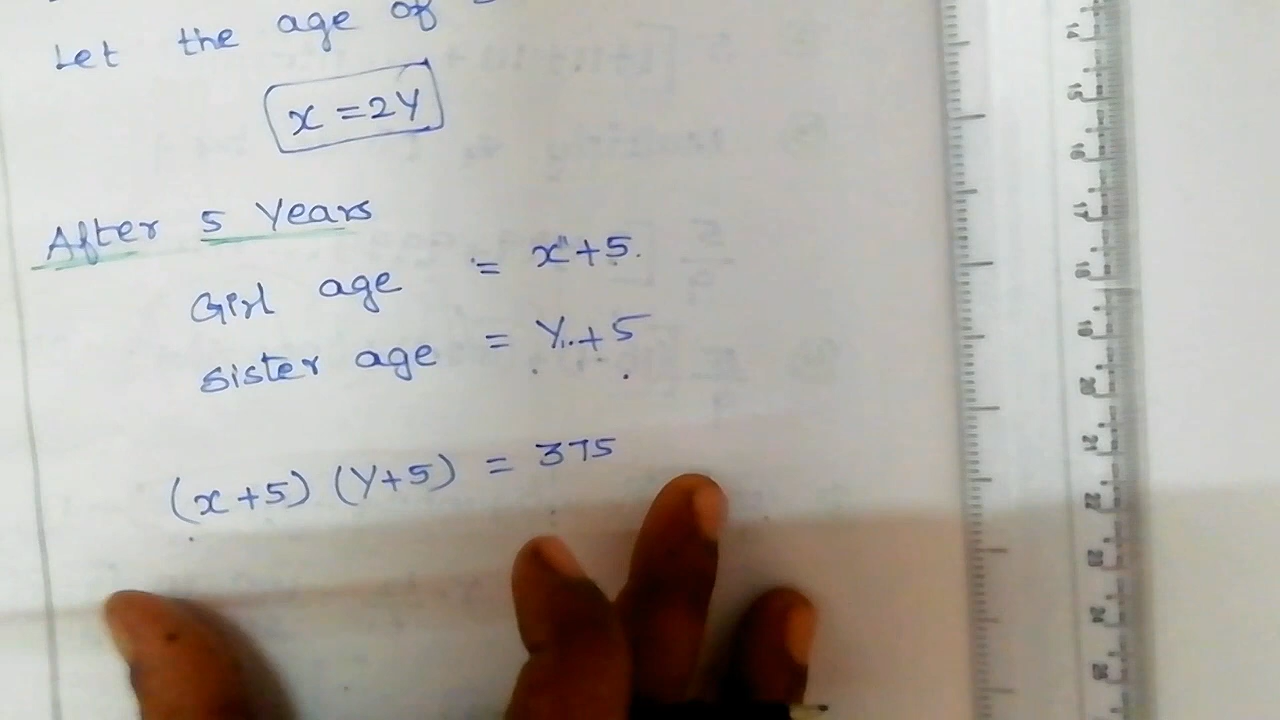 Let the age of
x = 2Y
After 5 Years
Girl age = x + 5
Sister age = Y + 5
(x + 5) (Y + 5) = 375